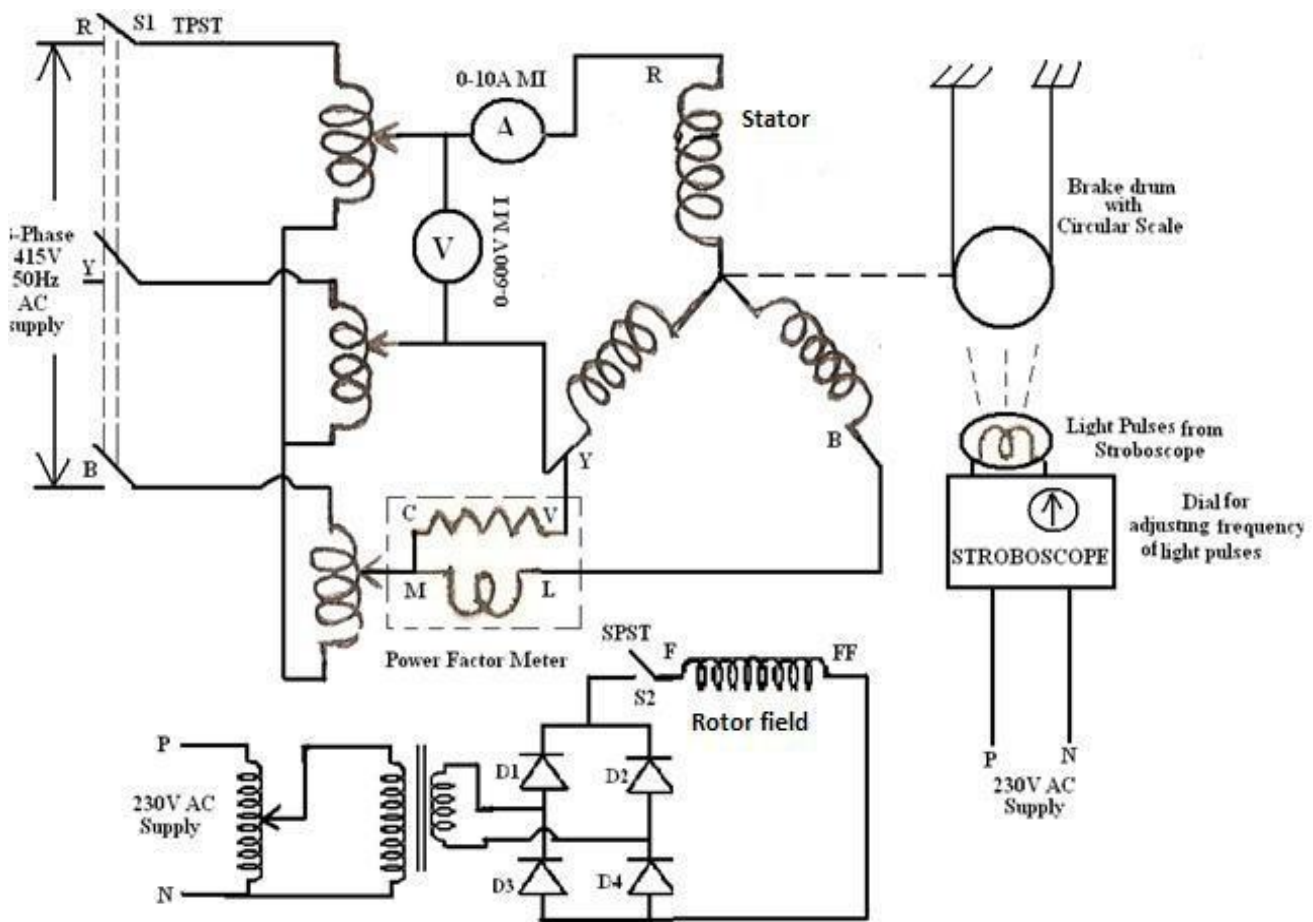 R
S1
TPST
0-10A MI
A
R
Stator
V
0-600V MI
-Phase
415V
50Hz
AC
supply
Y
B
Brake drum
with
Circular Scale
Y
B
Light Pulses from
Stroboscope
Dial for
adjusting frequency
of light pulses
STROBOSCOPE
C
V
M
L
Power Factor Meter
SPST
F
FF
S2
Rotor field
P
230V AC
Supply
N
D1
D2
D3
D4
P
N
230V AC
Supply